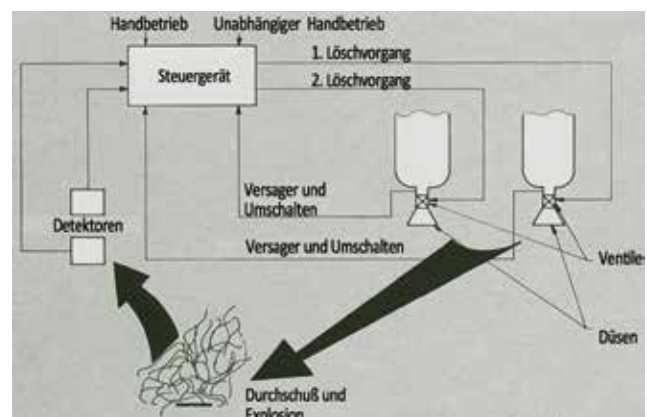 Handbetrieb
Unabhängiger Handbetrieb
Steuergerät
1. Löschvorgang
2. Löschvorgang
Versager und
Umschalten
Detektoren
Versager und Umschalten
Ventile
Düsen
Durchschuß und
Explosion